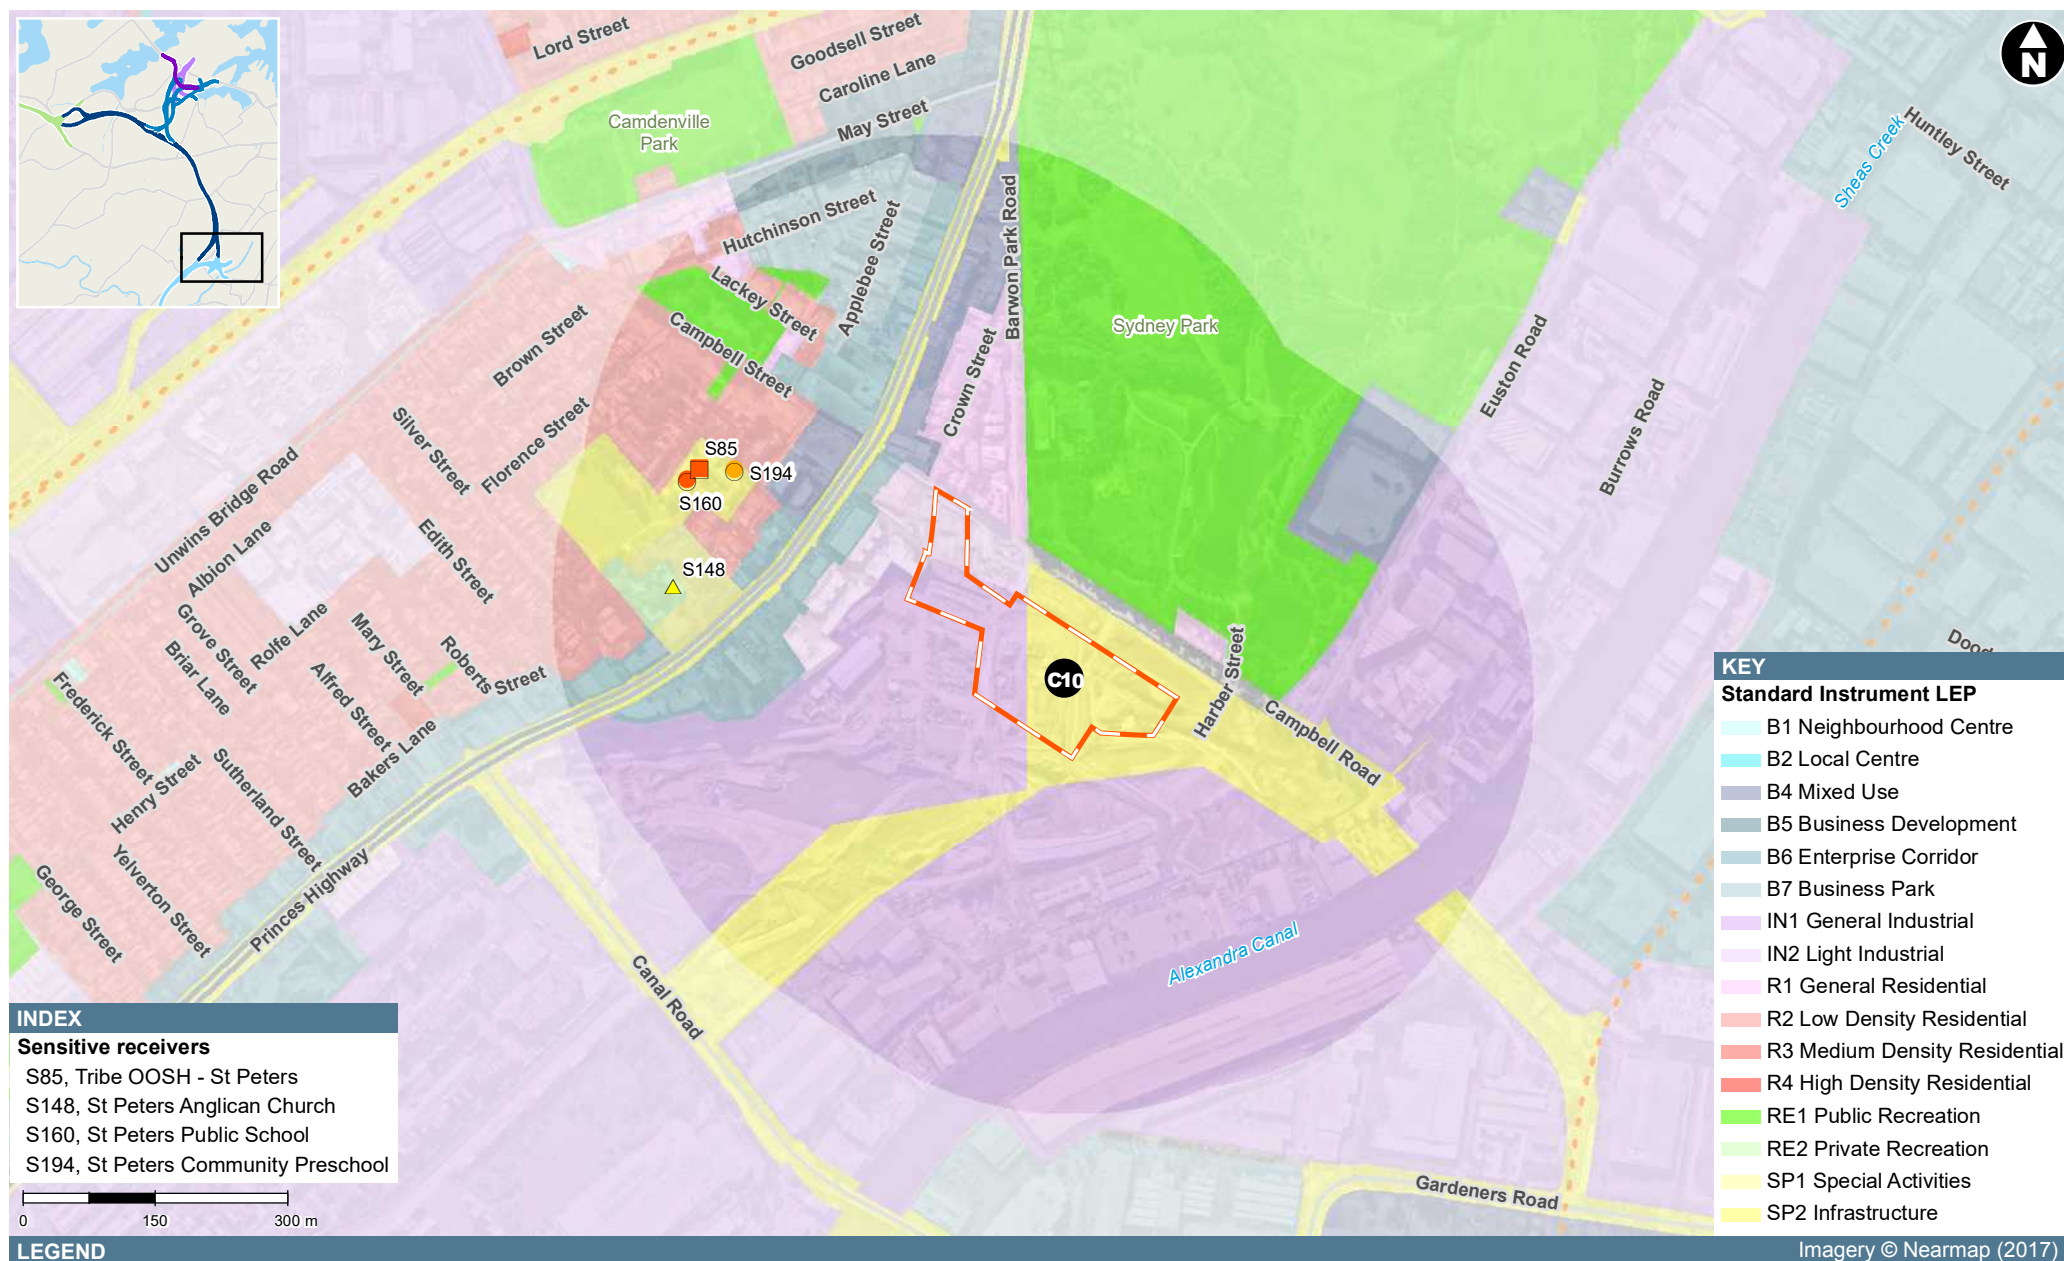 Lord Street
Goodsell Street
Caroline Lane
May Street
Camdenville
Park
N
Huntley Street
Sheas Creek
Hutchinson Street
Applebee Street
Barwon Park Road
Lackey Street
Campbell Street
Crown Street
Sydney Park
Euston Road
Burrows Road
Brown Street
Silver Street
Florence Street
S85
S194
S160
Unwins Bridge Road
Albion Lane
Edith Street
S148
Grove Street
Rolfe Lane
Briar Lane
Mary Street
Roberts Street
Alfred Street
Frederick Street
Bakers Lane
Henry Street
Sutherland Street
Yelverton Street
George Street
Princes Highway
Canal Road
C10
Harber Street
Campbell Road
Alexandra Canal
Gardeners Road
KEY
Standard Instrument LEP
B1 Neighbourhood Centre
B2 Local Centre
B4 Mixed Use
B5 Business Development
B6 Enterprise Corridor
B7 Business Park
IN1 General Industrial
IN2 Light Industrial
R1 General Residential
R2 Low Density Residential
R3 Medium Density Residential
R4 High Density Residential
RE1 Public Recreation
RE2 Private Recreation
SP1 Special Activities
SP2 Infrastructure
INDEX
Sensitive receivers
S85, Tribe OOSH - St Peters
S148, St Peters Anglican Church
S160, St Peters Public School
S194, St Peters Community Preschool
0 150 300 m
LEGEND
Imagery © Nearmap (2017)